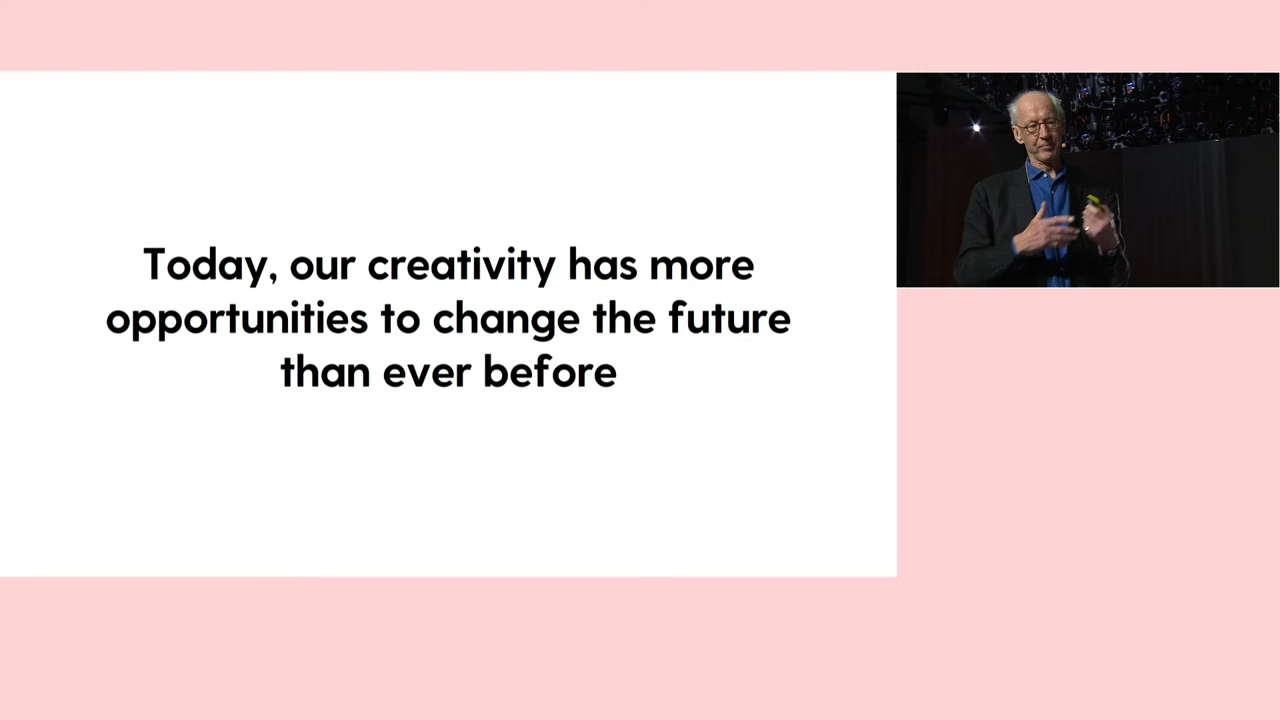 Today, our creativity has more
opportunities to change the future
than ever before